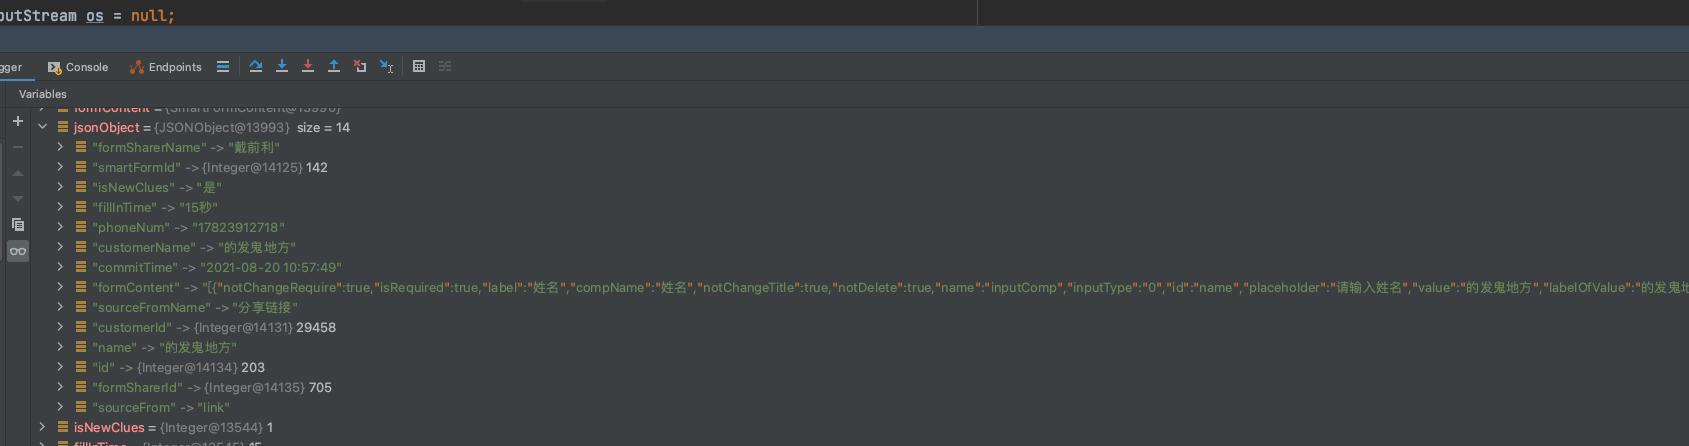 putStream os = null;
gger Console Endpoints
Variables
formContent = {SmartFormContent@13990}
jsonObject = {JSONObject@13993} size = 14
"formSharerName" -> "戴前利"
"smartFormId" -> {Integer@14125} 142
"isNewClues" -> "是"
"fillInTime" -> "15秒"
"phoneNum" -> "17823912718"
"customerName" -> "的发鬼地方"
"commitTime" -> "2021-08-20 10:57:49"
"formContent" -> "[{"notChangeRequire":true,"isRequired":true,"label":"姓名","compName":"姓名","notChangeTitle":true,"notDelete":true,"name":"inputComp","inputType":"0","id":"name","placeholder":"请输入姓名","value":"的发鬼地方","labelOfValue":"的发鬼地
"sourceFromName" -> "分享链接"
"customerId" -> {Integer@14131} 29458
"name" -> "的发鬼地方"
"id" -> {Integer@14134} 203
"formSharerId" -> {Integer@14135} 705
"sourceFrom" -> "link"
isNewClues = {Integer@13544} 1
fillInTime = {Integer@13545} 15